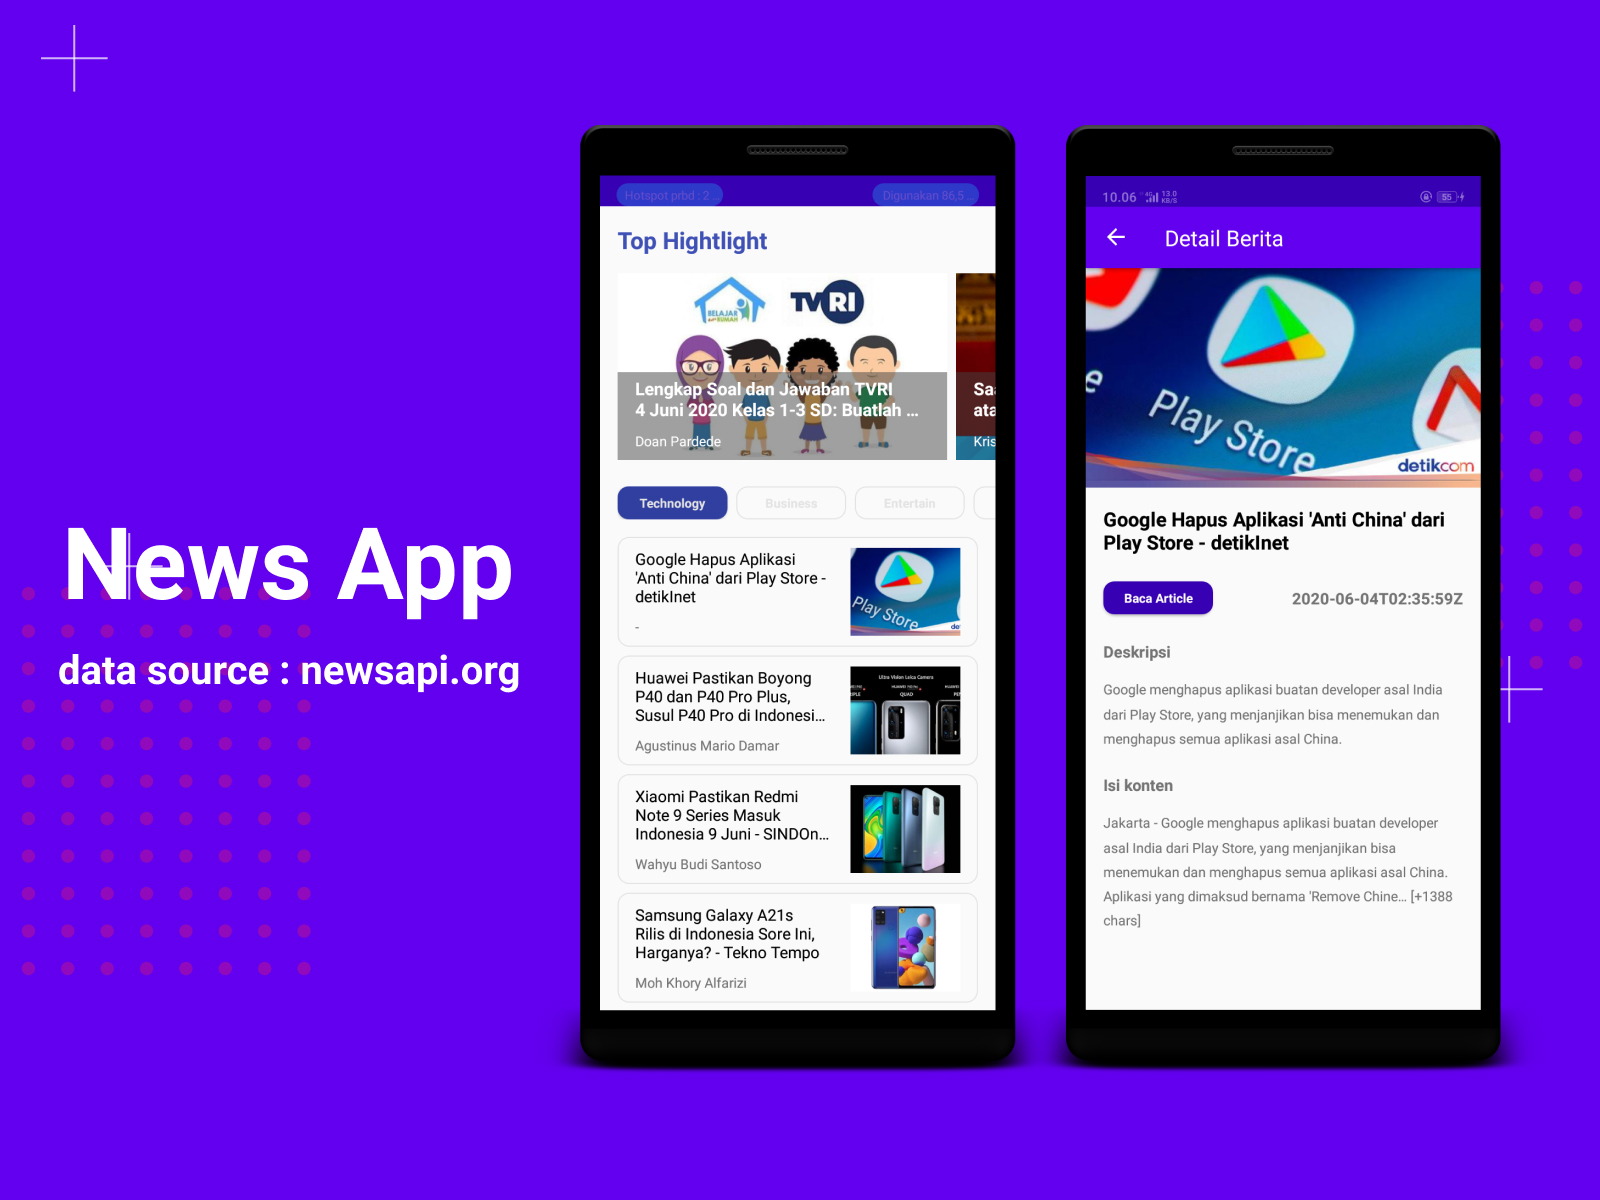 News App
data source : newsapi.org
Hotspot prbd : 2 ...
Digunakan 86,5 ...
Top Hightlight
BELAJAR
dari RUMAH
TVRI
Lengkap Soal dan Jawaban TVRI
4 Juni 2020 Kelas 1-3 SD: Buatlah ...
Doan Pardede
Sa
ata
Kris
Technology
Business
Entertain
Google Hapus Aplikasi
'Anti China' dari Play Store -
detikInet
-
Play Store
Huawei Pastikan Boyong
P40 dan P40 Pro Plus,
Susul P40 Pro di Indonesi...
Agustinus Mario Damar
Ultra Vision Leica Camera
QUAD
Xiaomi Pastikan Redmi
Note 9 Series Masuk
Indonesia 9 Juni - SINDOn...
Wahyu Budi Santoso
Samsung Galaxy A21s
Rilis di Indonesia Sore Ini,
Harganya? - Tekno Tempo
Moh Khory Alfarizi
10.06 4G 13.0 KB/S 55
Detail Berita
e
Play Store
detikcom
Google Hapus Aplikasi 'Anti China' dari
Play Store - detikInet
Baca Article
2020-06-04T02:35:59Z
Deskripsi
Google menghapus aplikasi buatan developer asal India
dari Play Store, yang menjanjikan bisa menemukan dan
menghapus semua aplikasi asal China.
Isi konten
Jakarta - Google menghapus aplikasi buatan developer
asal India dari Play Store, yang menjanjikan bisa
menemukan dan menghapus semua aplikasi asal China.
Aplikasi yang dimaksud bernama 'Remove Chine... [+1388
chars]